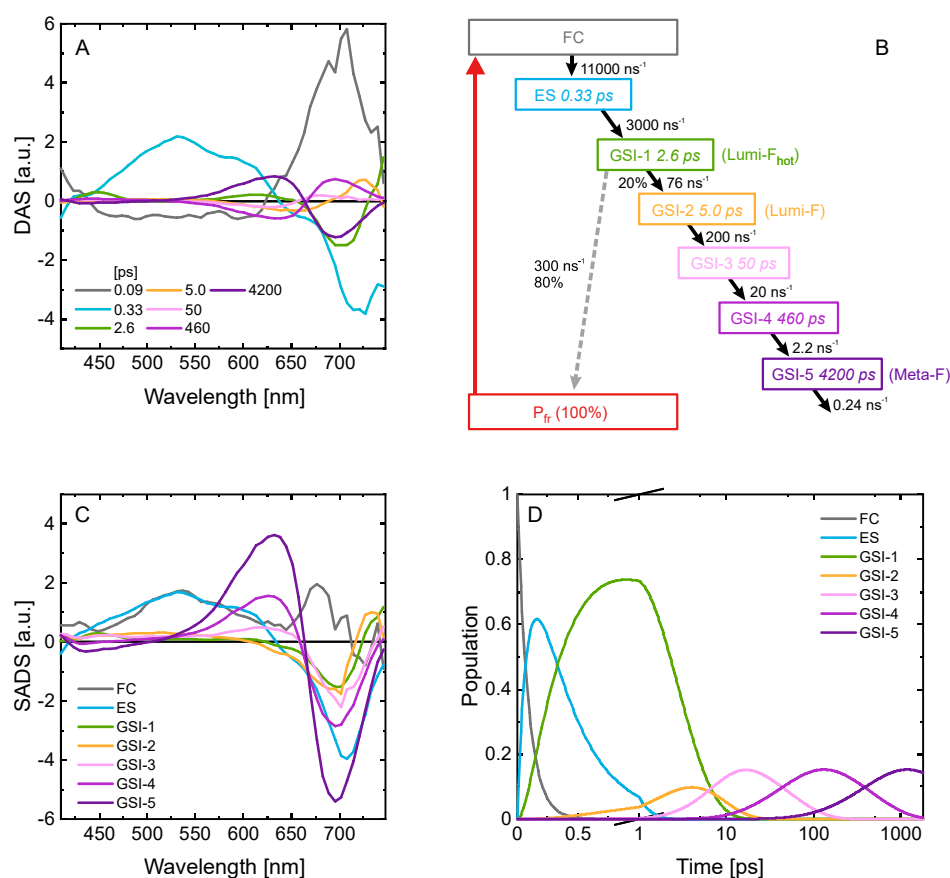 A
DAS [a.u.]
6
4
2
0
-2
-4
[ps]
0.09
0.33
2.6
5.0
50
460
4200
450 500 550 600 650 700
Wavelength [nm]
B
FC
11000 ns⁻¹
ES 0.33 ps
3000 ns⁻¹
GSI-1 2.6 ps (Lumi-Fhot)
20% 76 ns⁻¹
GSI-2 5.0 ps (Lumi-F)
200 ns⁻¹
GSI-3 50 ps
300 ns⁻¹
80%
20 ns⁻¹
GSI-4 460 ps
2.2 ns⁻¹
GSI-5 4200 ps (Meta-F)
0.24 ns⁻¹
Pfr (100%)
C
SADS [a.u.]
4
2
0
-2
-4
-6
FC
ES
GSI-1
GSI-2
GSI-3
GSI-4
GSI-5
450 500 550 600 650 700
Wavelength [nm]
D
Population
1
0.8
0.6
0.4
0.2
0
FC
ES
GSI-1
GSI-2
GSI-3
GSI-4
GSI-5
0 0.5 1 10 100 1000
Time [ps]